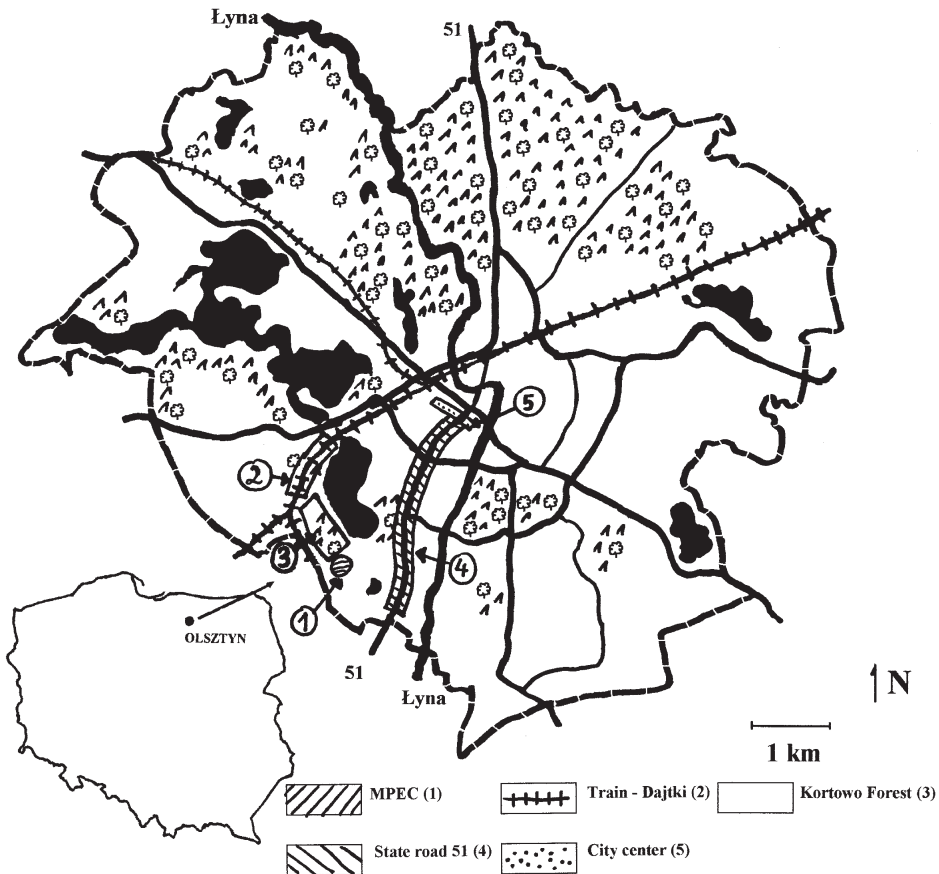 Łyna
51
5
2
3
4
1
OLSZTYN
51
Łyna
N
1 km
MPEC (1)
Train - Dajtki (2)
Kortowo Forest (3)
State road 51 (4)
City center (5)